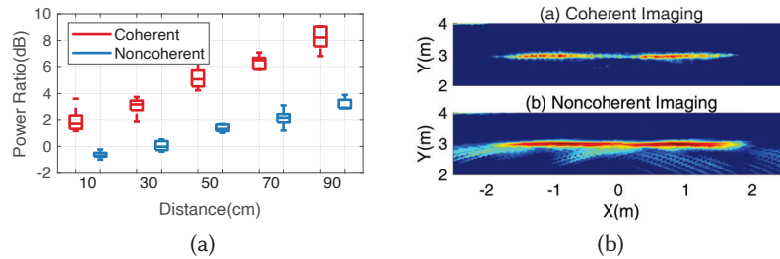 10
8
6
4
2
0
-2
Power Ratio(dB)
Coherent
Noncoherent
10 30 50 70 90
Distance(cm)
(a)
(a) Coherent Imaging
4
3
2
Y(m)
(b) Noncoherent Imaging
4
3
2
Y(m)
-2 -1 0 1 2
X(m)
(b)